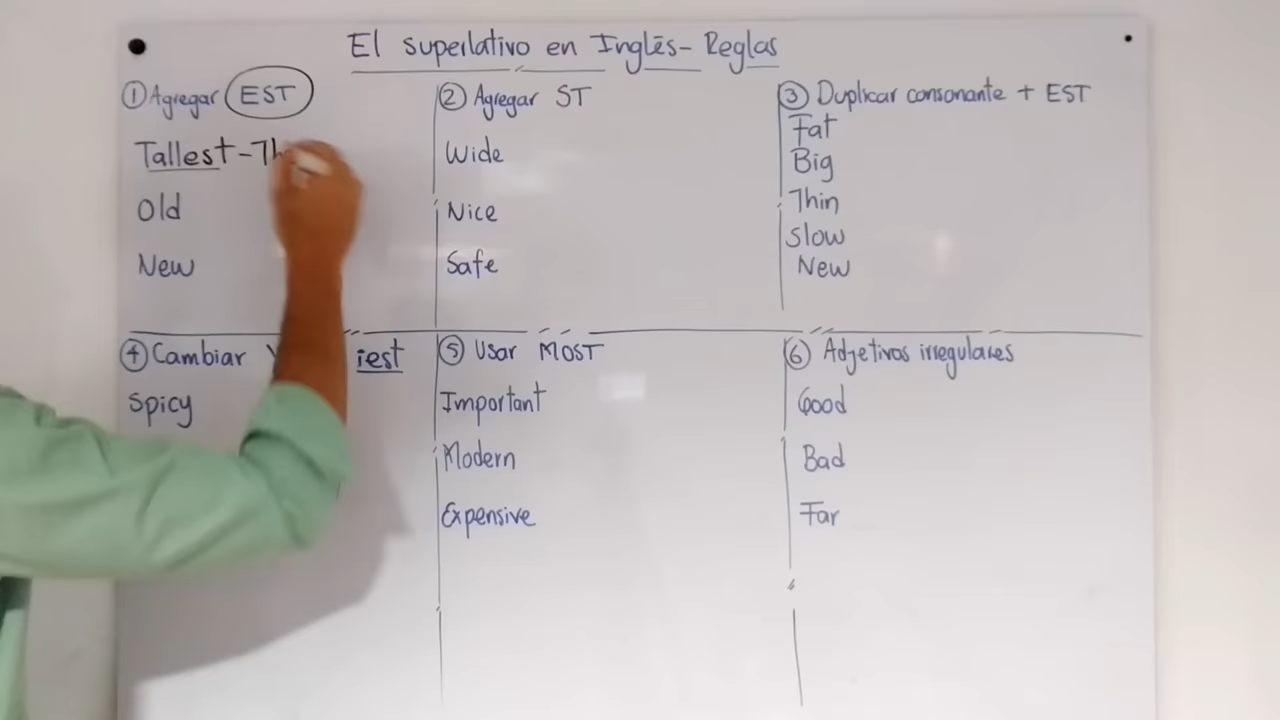 El superlativo en Inglés - Reglas
① Agregar EST
Tallest - Th
Old
New
② Agregar ST
Wide
Nice
Safe
③ Duplicar consonante + EST
Fat
Big
Thin
Slow
New
④ Cambiar iest
Spicy
⑤ Usar MOST
Important
Modern
Expensive
⑥ Adjetivos irregulares
Good
Bad
Far